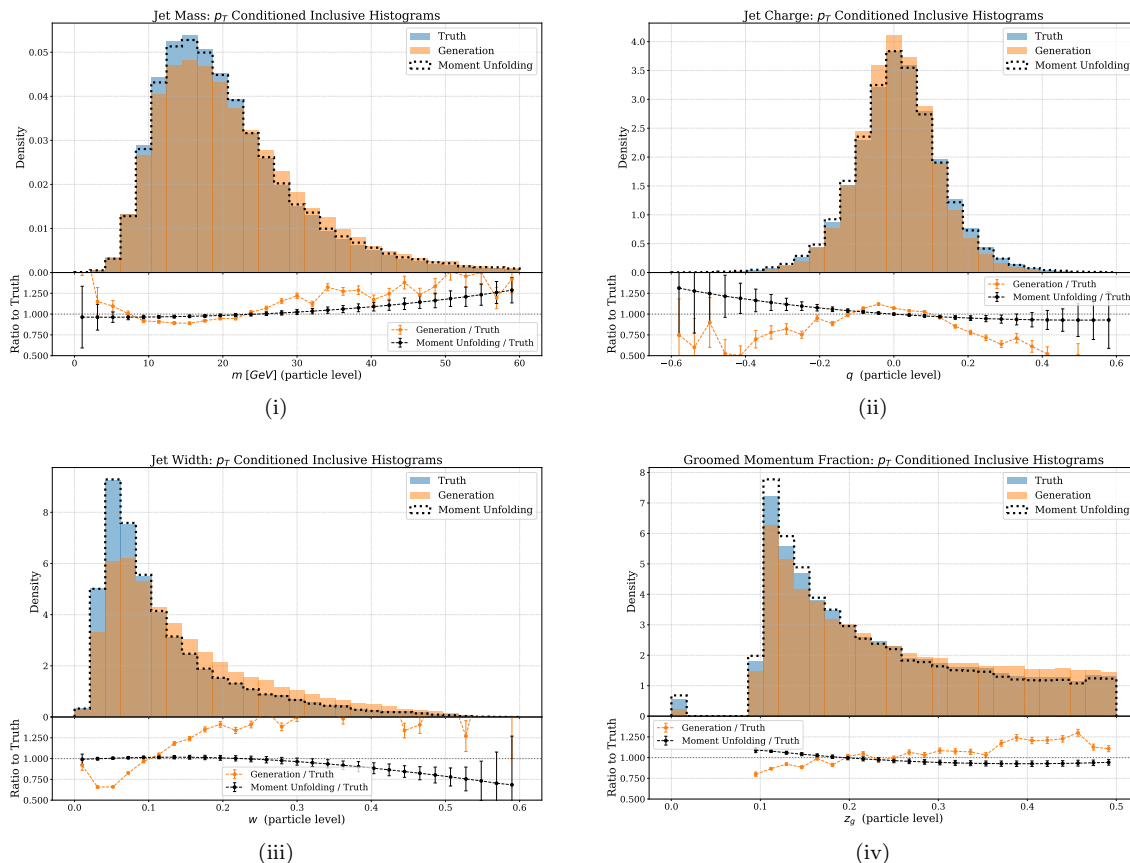 Jet Mass: p_T Conditioned Inclusive Histograms
Truth
Generation
Moment Unfolding
Density
0.05
0.04
0.03
0.02
0.01
0.00
Ratio to Truth
1.250
1.000
0.750
0.500
Generation / Truth
Moment Unfolding / Truth
0 10 20 30 40 50 60
m [GeV] (particle level)
(i)
Jet Charge: p_T Conditioned Inclusive Histograms
Truth
Generation
Moment Unfolding
Density
4.0
3.5
3.0
2.5
2.0
1.5
1.0
0.5
0.0
Ratio to Truth
1.250
1.000
0.750
0.500
Generation / Truth
Moment Unfolding / Truth
−0.6 −0.4 −0.2 0.0 0.2 0.4 0.6
q (particle level)
(ii)
Jet Width: p_T Conditioned Inclusive Histograms
Truth
Generation
Moment Unfolding
Density
8
6
4
2
0
Ratio to Truth
1.250
1.000
0.750
0.500
Generation / Truth
Moment Unfolding / Truth
0.0 0.1 0.2 0.3 0.4 0.5 0.6
w (particle level)
(iii)
Groomed Momentum Fraction: p_T Conditioned Inclusive Histograms
Truth
Generation
Moment Unfolding
Density
8
7
6
5
4
3
2
1
0
Ratio to Truth
1.250
1.000
0.750
0.500
Generation / Truth
Moment Unfolding / Truth
0.0 0.1 0.2 0.3 0.4 0.5
z_g (particle level)
(iv)